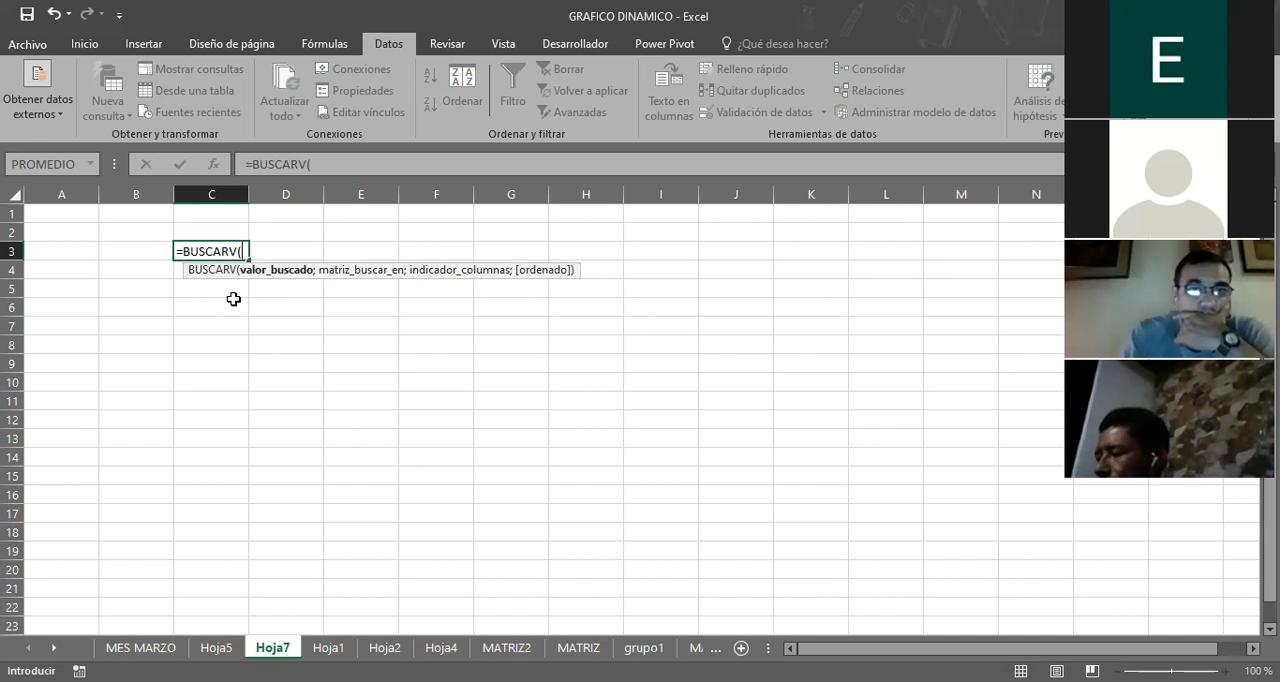 GRAFICO DINAMICO - Excel
Archivo Inicio Insertar Diseño de página Fórmulas Datos Revisar Vista Desarrollador Power Pivot ¿Qué desea hacer?
Obtener datos externos
Nueva consulta
Mostrar consultas
Desde una tabla
Fuentes recientes
Obtener y transformar
Actualizar todo
Conexiones
Propiedades
Editar vínculos
Conexiones
Ordenar
Filtro
Borrar
Volver a aplicar
Avanzadas
Ordenar y filtrar
Texto en columnas
Relleno rápido
Quitar duplicados
Validación de datos
Consolidar
Relaciones
Administrar modelo de datos
Herramientas de datos
Análisis de hipótesis
E
PROMEDIO fx =BUSCARV(
A B C D E F G H I J K L M N
1
2
3 =BUSCARV(
4 BUSCARV(valor_buscado; matriz_buscar_en; indicador_columnas; [ordenado])
5
6
7
8
9
10
11
12
13
14
15
16
17
18
19
20
21
22
23
MES MARZO Hoja5 Hoja7 Hoja1 Hoja2 Hoja4 MATRIZ2 MATRIZ grupo1 ...
Introducir 100 %